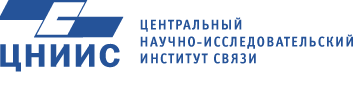 ЦНИИС
ЦЕНТРАЛЬНЫЙ
НАУЧНО-ИССЛЕДОВАТЕЛЬСКИЙ
ИНСТИТУТ СВЯЗИ